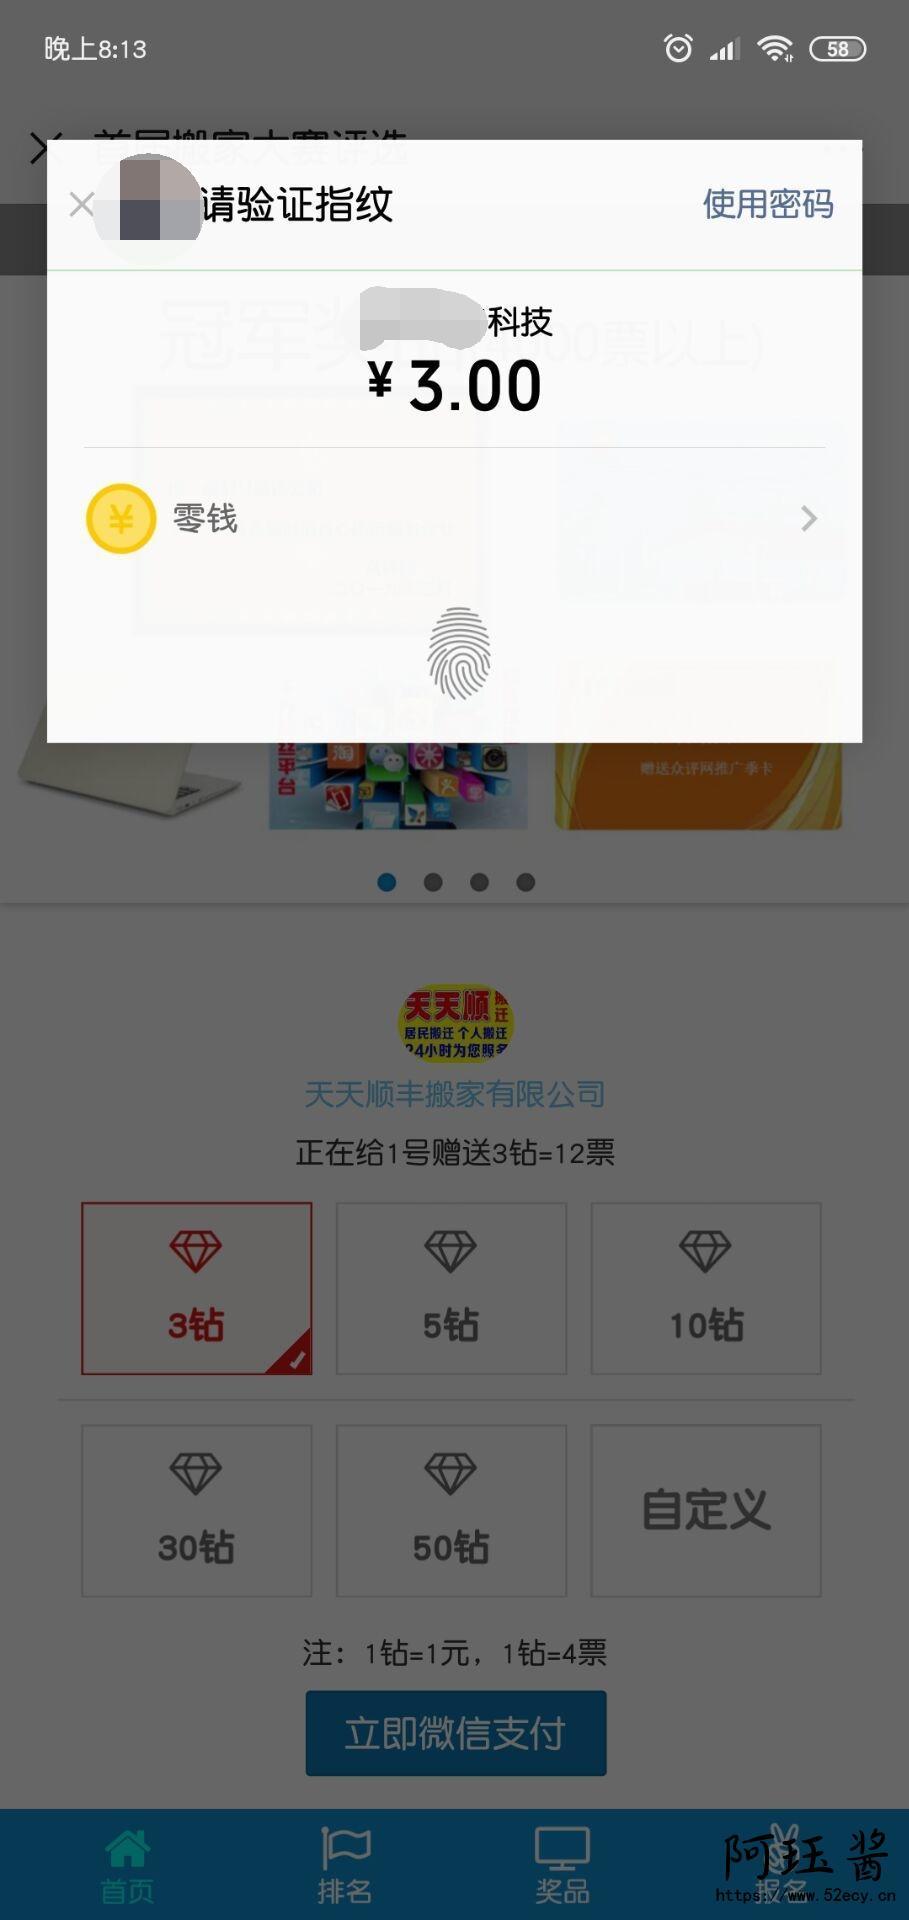 晚上8:13
58
首届搬家大赛评选
请验证指纹
使用密码
科技
¥3.00
零钱
赠送众评网推广季卡
天天顺
搬迁
居民搬迁 个人搬迁
24小时为您服务
天天顺丰搬家有限公司
正在给1号赠送3钻=12票
3钻
5钻
10钻
30钻
50钻
自定义
注：1钻=1元，1钻=4票
立即微信支付
首页
排名
奖品
报名
阿珏酱
https://www.52ecy.cn